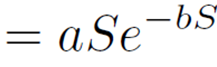 = aSe^{-bS}